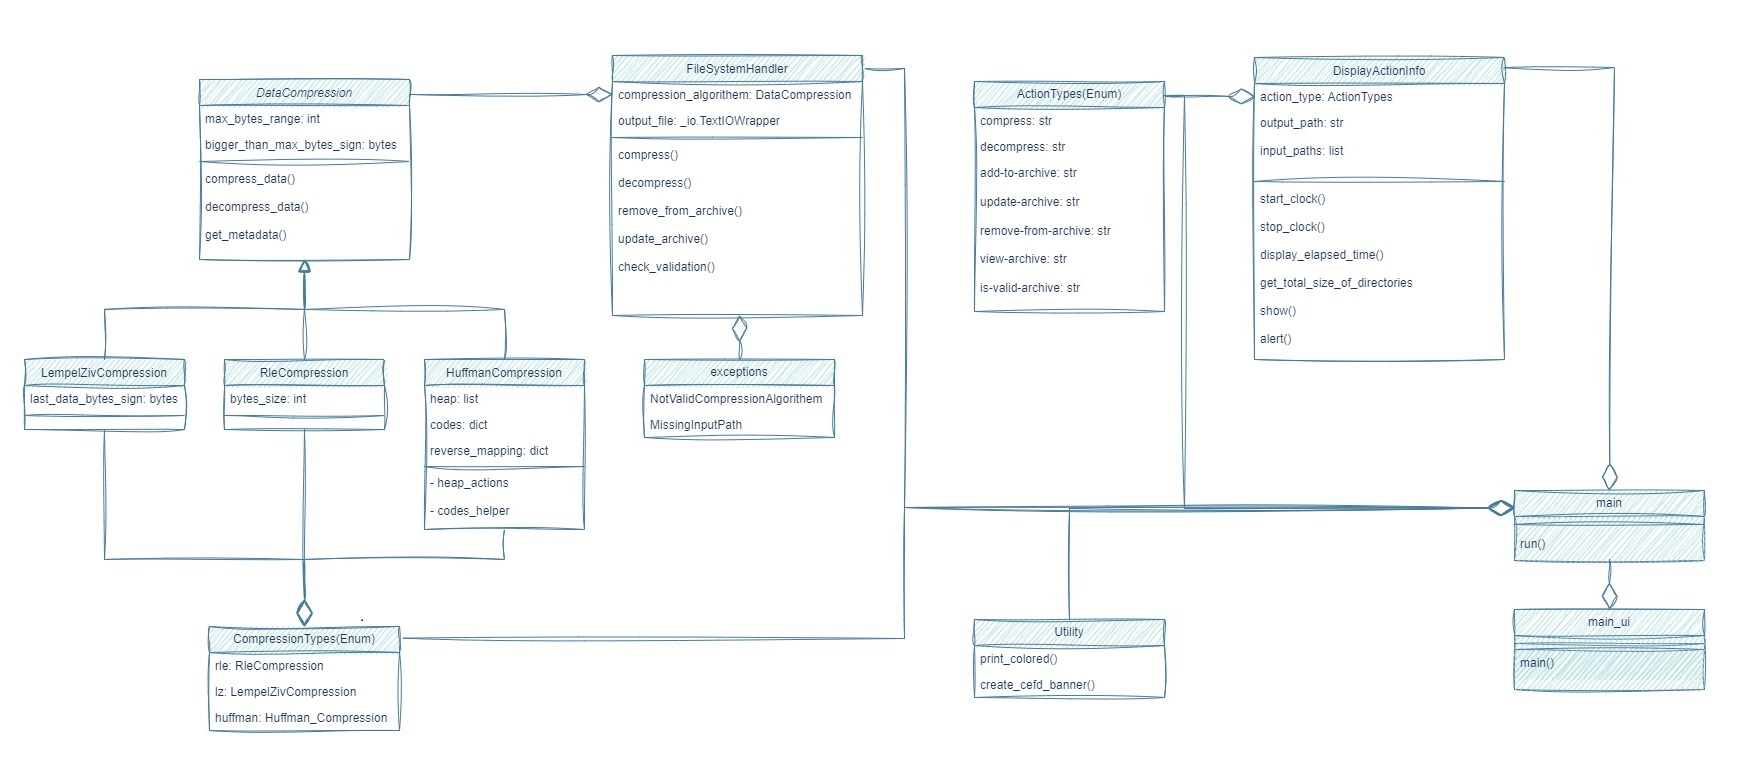 DataCompression
max_bytes_range: int
bigger_than_max_bytes_sign: bytes
compress_data()
decompress_data()
get_metadata()
FileSystemHandler
compression_algorithem: DataCompression
output_file: _io.TextIOWrapper
compress()
decompress()
remove_from_archive()
update_archive()
check_validation()
ActionTypes(Enum)
compress: str
decompress: str
add-to-archive: str
update-archive: str
remove-from-archive: str
view-archive: str
is-valid-archive: str
DisplayActionInfo
action_type: ActionTypes
output_path: str
input_paths: list
start_clock()
stop_clock()
display_elapsed_time()
get_total_size_of_directories
show()
alert()
LempelZivCompression
last_data_bytes_sign: bytes
RleCompression
bytes_size: int
HuffmanCompression
heap: list
codes: dict
reverse_mapping: dict
- heap_actions
- codes_helper
exceptions
NotValidCompressionAlgorithem
MissingInputPath
main
run()
CompressionTypes(Enum)
rle: RleCompression
lz: LempelZivCompression
huffman: Huffman_Compression
Utility
print_colored()
create_cefd_banner()
main_ui
main()